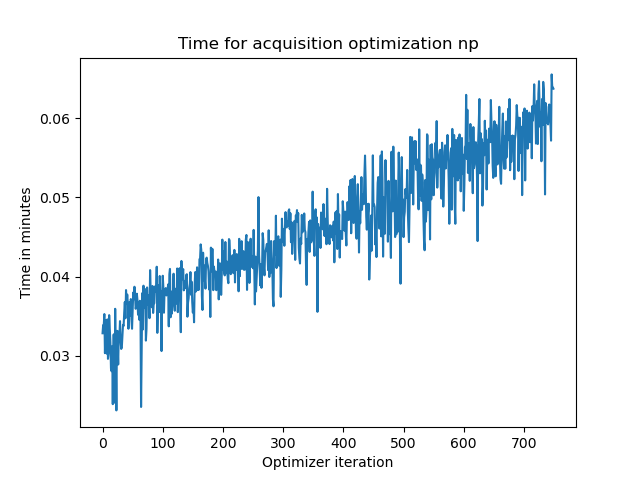 Time for acquisition optimization np
Time in minutes
0.06
0.05
0.04
0.03
0 100 200 300 400 500 600 700
Optimizer iteration